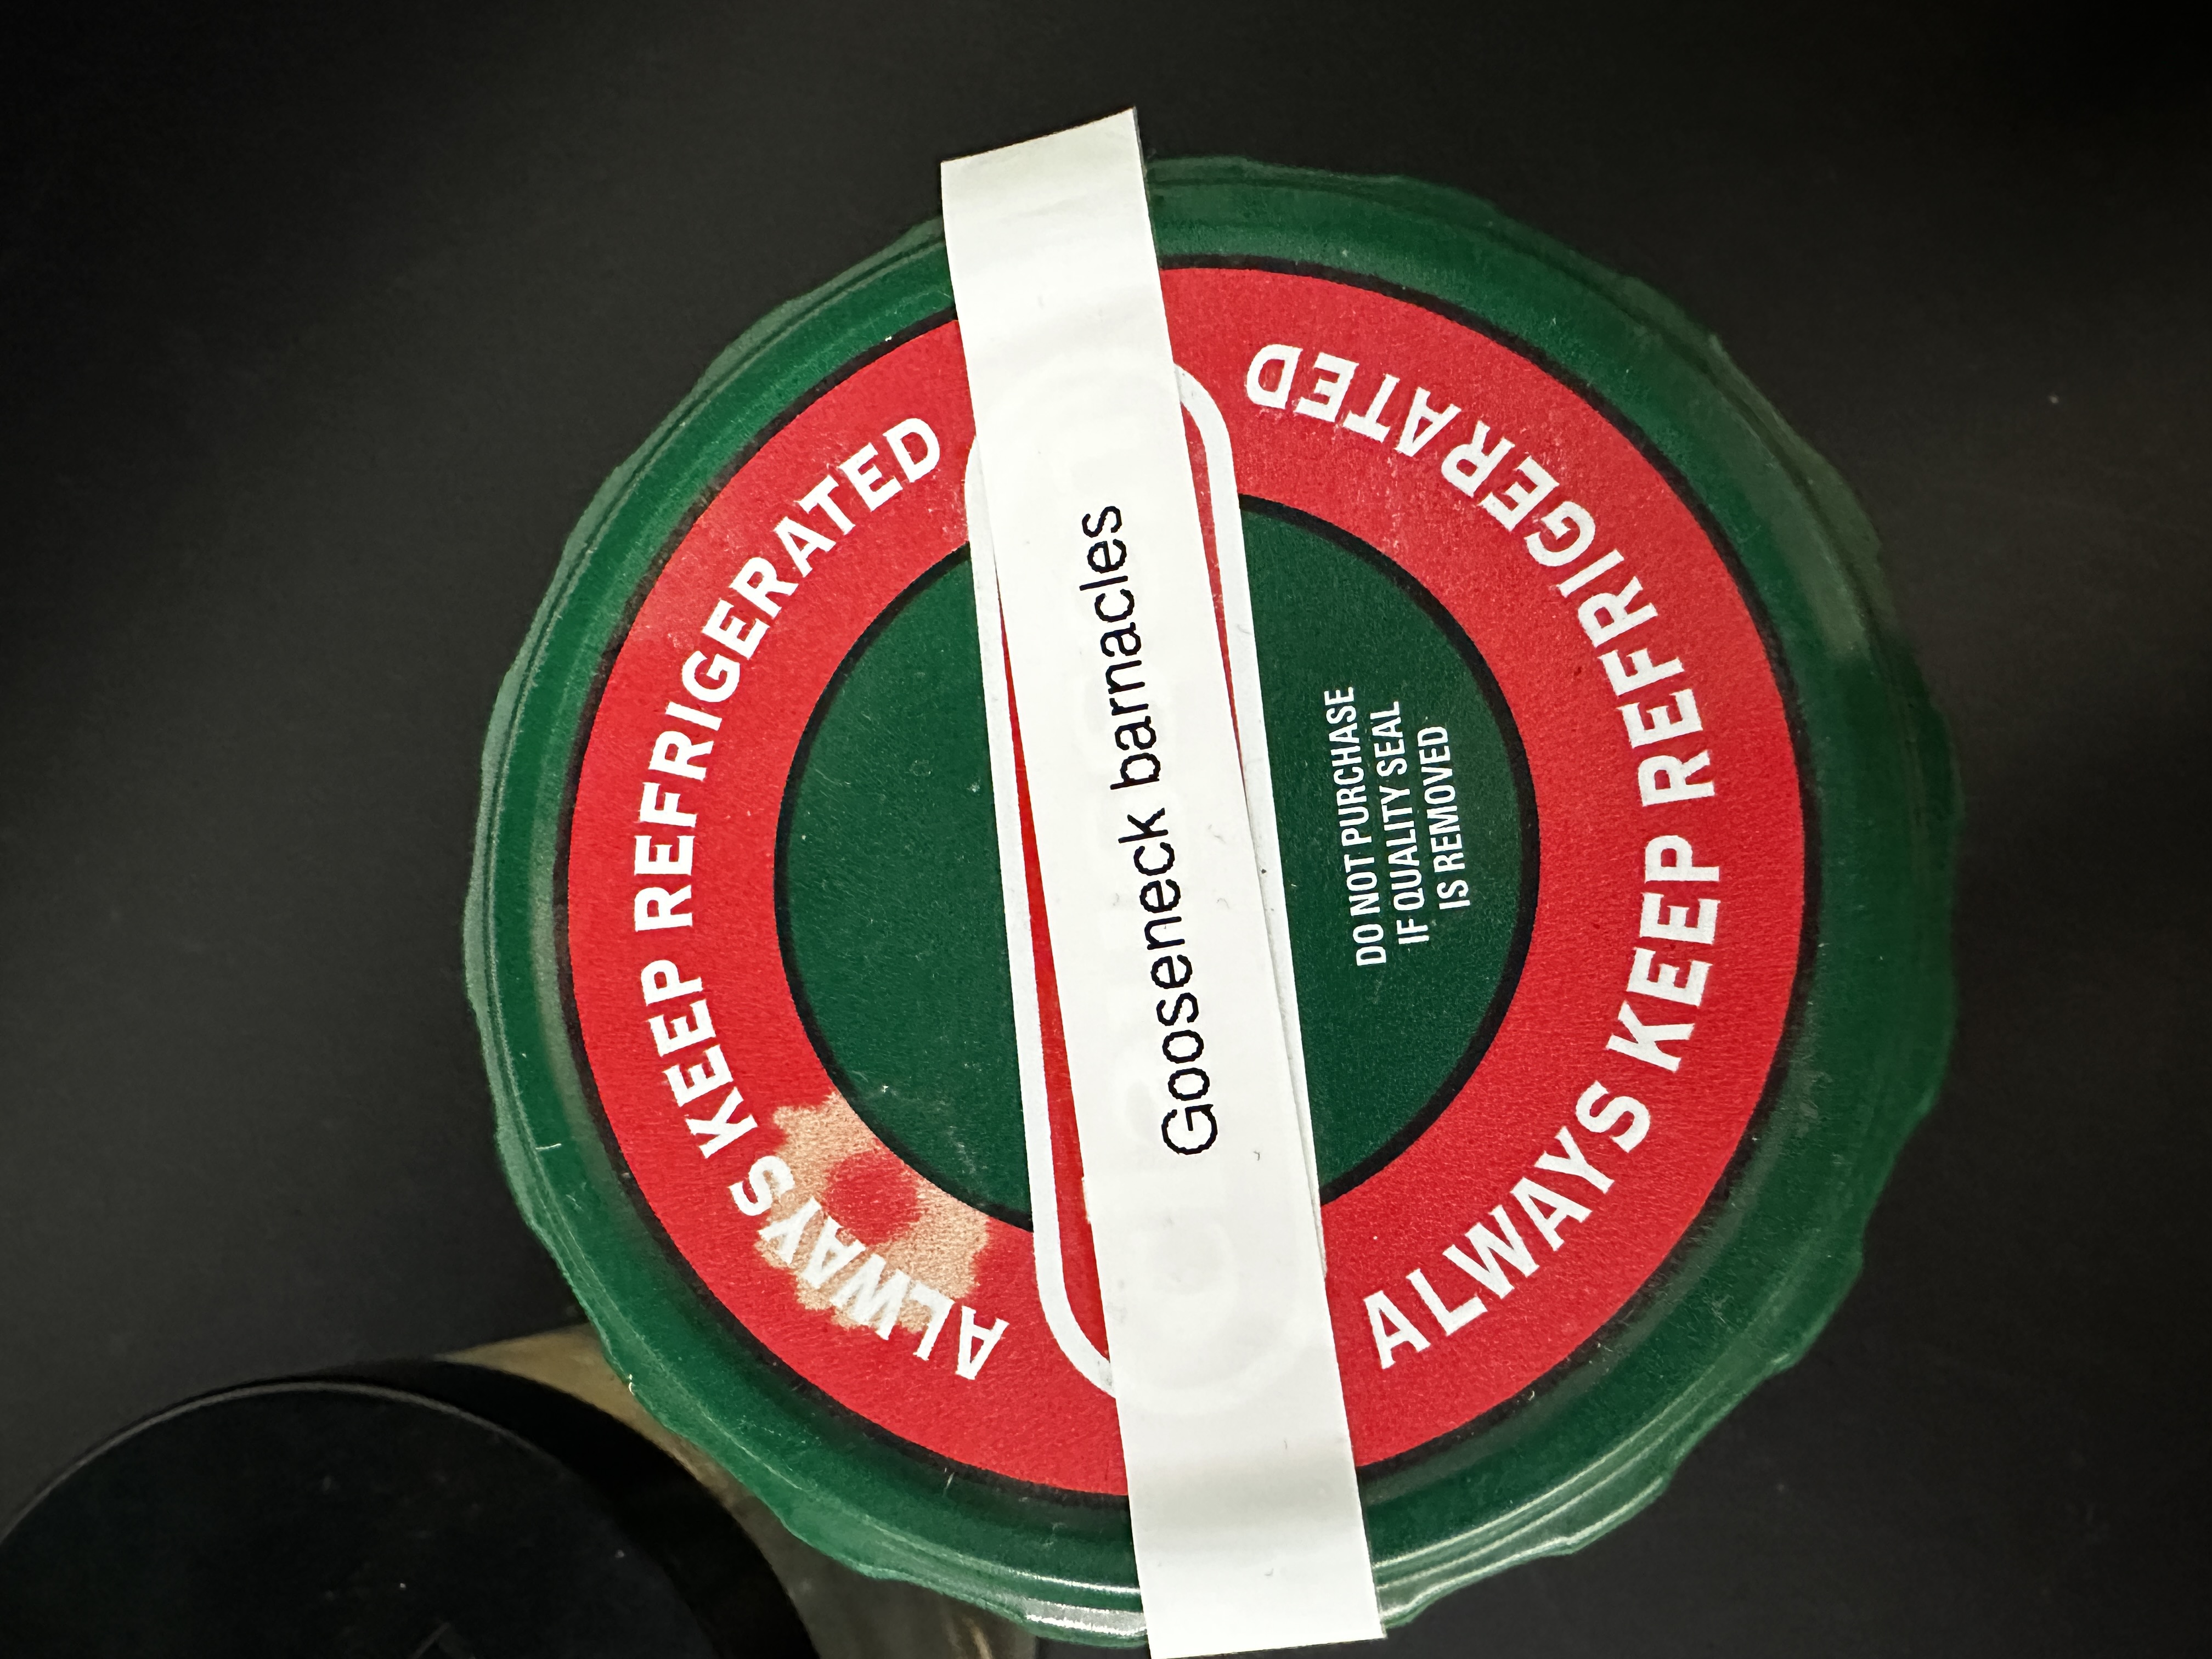 ALWAYS KEEP REFRIGERATED
Gooseneck barnacles
DO NOT PURCHASE
IF QUALITY SEAL
IS REMOVED
ALWAYS KEEP REFRIGERATED